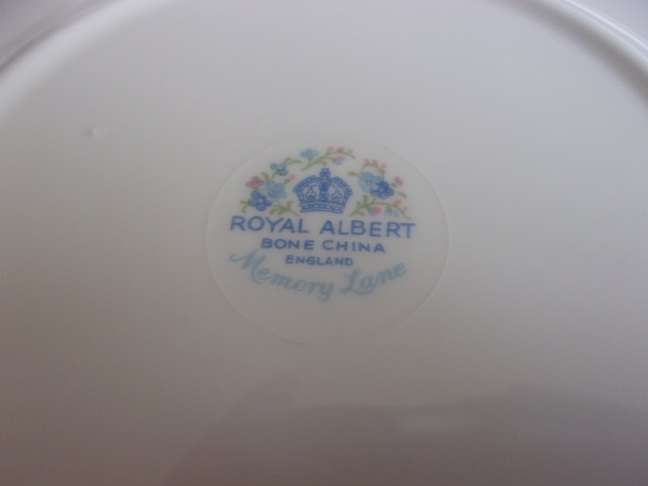 ROYAL ALBERT
BONE CHINA
ENGLAND
Memory Lane